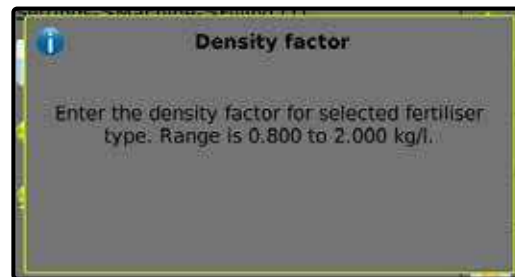 Density factor
Enter the density factor for selected fertiliser
type. Range is 0.800 to 2.000 kg/l.